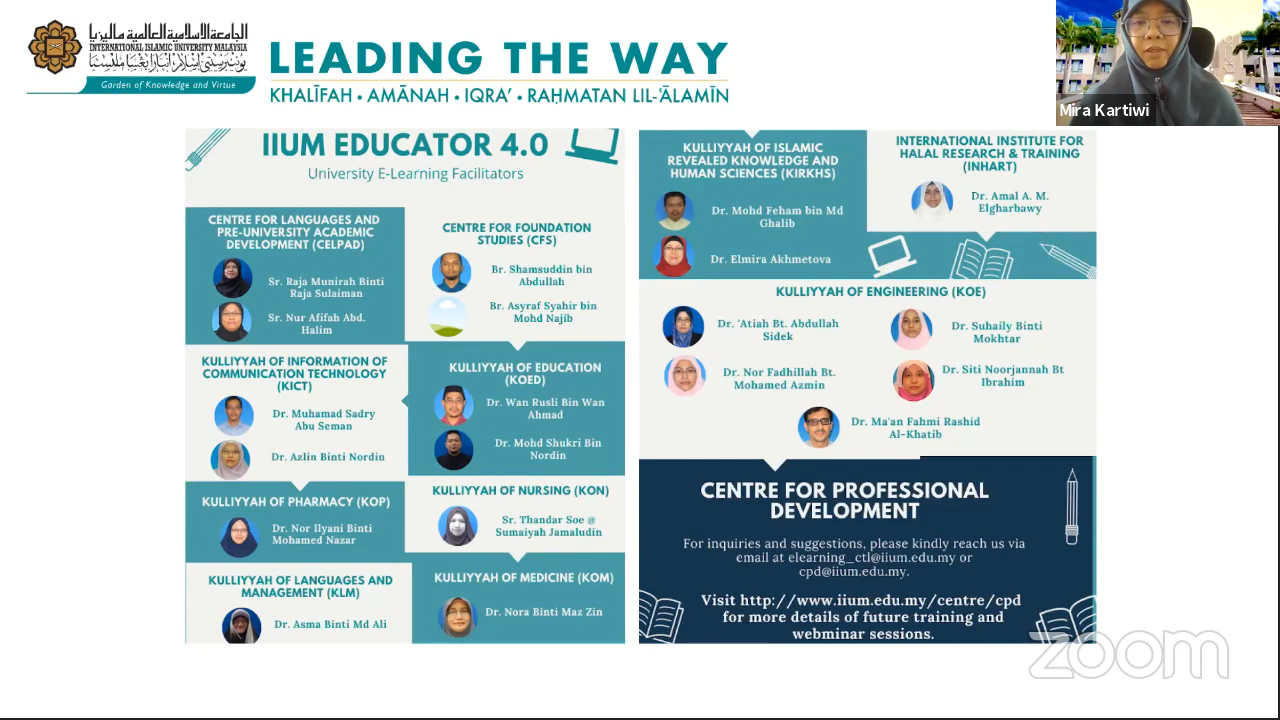 الجامعة الإسلامية العالمية ماليزيا
INTERNATIONAL ISLAMIC UNIVERSITY MALAYSIA
Garden of Knowledge and Virtue
LEADING THE WAY
KHALĪFAH • AMĀNAH • IQRA’ • RAḤMATAN LIL-‘ĀLAMĪN
Mira Kartiwi
IIUM EDUCATOR 4.0
University E-Learning Facilitators
CENTRE FOR LANGUAGES AND
PRE-UNIVERSITY ACADEMIC
DEVELOPMENT (CELPAD)
Sr. Raja Munirah Binti
Raja Sulaiman
Sr. Nur Afifah Abd.
Halim
CENTRE FOR FOUNDATION
STUDIES (CFS)
Br. Shamsuddin bin
Abdullah
Br. Asyraf Syahir bin
Mohd Najib
KULLIYYAH OF INFORMATION OF
COMMUNICATION TECHNOLOGY
(KICT)
Dr. Muhamad Sadry
Abu Seman
Dr. Azlin Binti Nordin
KULLIYYAH OF EDUCATION
(KOED)
Dr. Wan Rusli Bin Wan
Ahmad
Dr. Mohd Shukri Bin
Nordin
KULLIYYAH OF PHARMACY (KOP)
Dr. Nor Ilyani Binti
Mohamed Nazar
KULLIYYAH OF NURSING (KON)
Sr. Thandar Soe @
Sumaiyah Jamaludin
KULLIYYAH OF LANGUAGES AND
MANAGEMENT (KLM)
Dr. Asma Binti Md Ali
KULLIYYAH OF MEDICINE (KOM)
Dr. Nora Binti Maz Zin
KULLIYYAH OF ISLAMIC
REVEALED KNOWLEDGE AND
HUMAN SCIENCES (KIRKHS)
Dr. Mohd Feham bin Md
Ghalib
Dr. Elmira Akhmetova
INTERNATIONAL INSTITUTE FOR
HALAL RESEARCH & TRAINING
(INHART)
Dr. Amal A. M.
Elgharbawy
KULLIYYAH OF ENGINEERING (KOE)
Dr. 'Atiah Bt. Abdullah
Sidek
Dr. Suhaily Binti
Mokhtar
Dr. Nor Fadhillah Bt.
Mohamed Azmin
Dr. Siti Noorjannah Bt
Ibrahim
Dr. Ma'an Fahmi Rashid
Al-Khatib
CENTRE FOR PROFESSIONAL
DEVELOPMENT
For inquiries and suggestions, please kindly reach us via
email at elearning_ctl@iium.edu.my or
cpd@iium.edu.my.
Visit http://www.iium.edu.my/centre/cpd
for more details of future training and
webminar sessions.
zoom